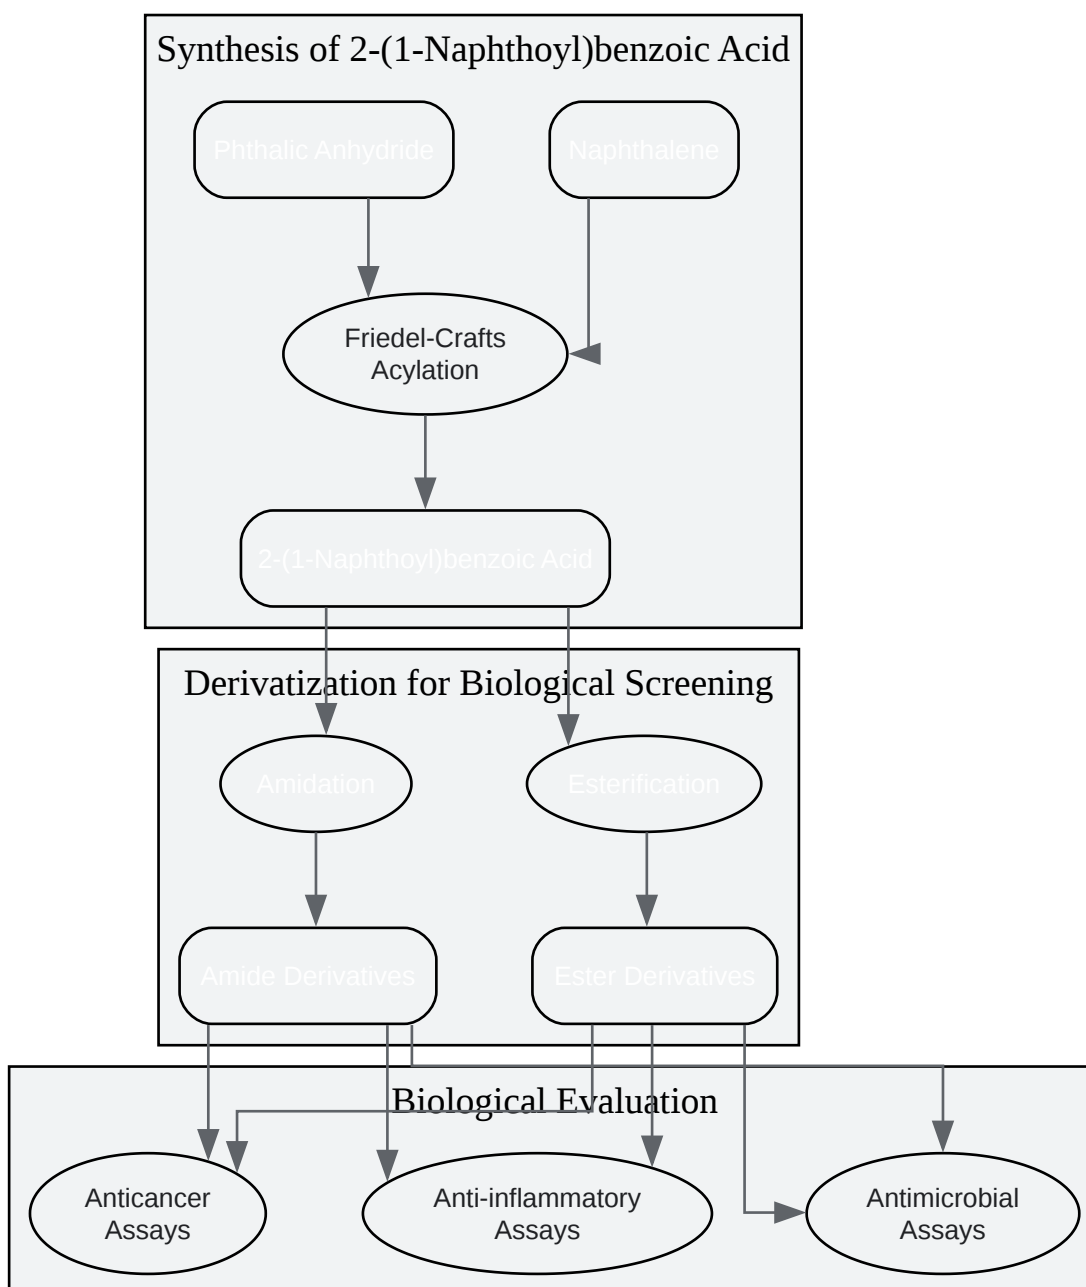 Synthesis of 2-(1-Naphthoyl)benzoic Acid
Phthalic Anhydride
Naphthalene
Friedel-Crafts
Acylation
2-(1-Naphthoyl)benzoic Acid
Derivatization for Biological Screening
Amidation
Esterification
Amide Derivatives
Ester Derivatives
Biological Evaluation
Anticancer
Assays
Anti-inflammatory
Assays
Antimicrobial
Assays